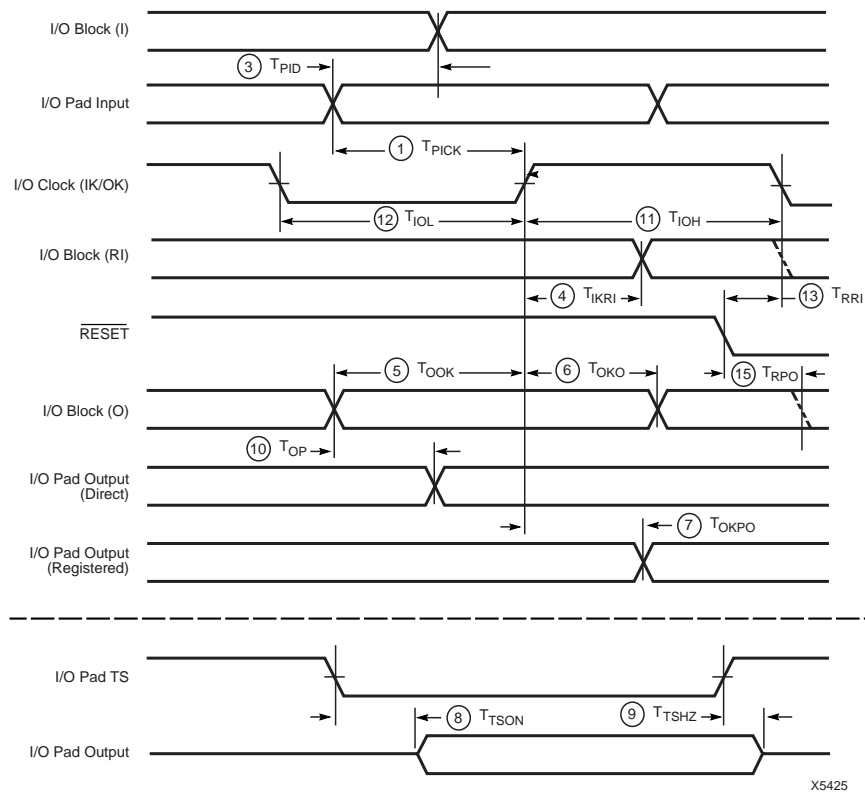 I/O Block (I)
3 TPID
I/O Pad Input
1 TPICK
I/O Clock (IK/OK)
12 TIOL
11 TIOH
I/O Block (RI)
4 TIKRI
13 TRRI
RESET
5 TOOK
6 TOKO
15 TRPO
I/O Block (O)
10 TOP
I/O Pad Output
(Direct)
7 TOKPO
I/O Pad Output
(Registered)
I/O Pad TS
8 TTSON
9 TTSHZ
I/O Pad Output
X5425